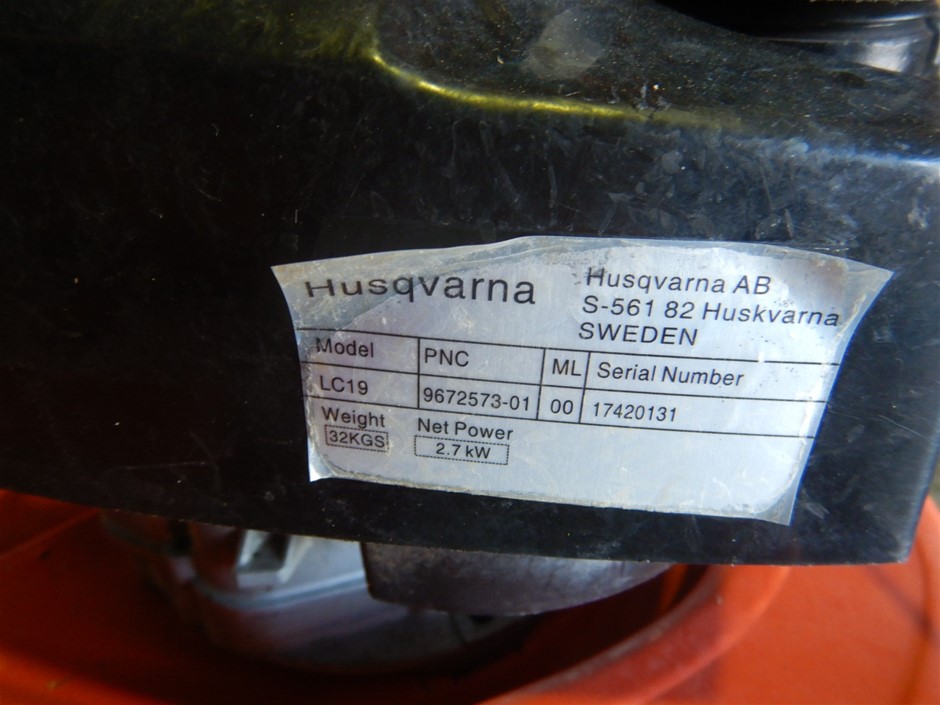 Husqvarna
Husqvarna AB
S-561 82 Huskvarna
SWEDEN
Model PNC ML Serial Number
LC19 9672573-01 00 17420131
Weight Net Power
32KGS 2.7 kW